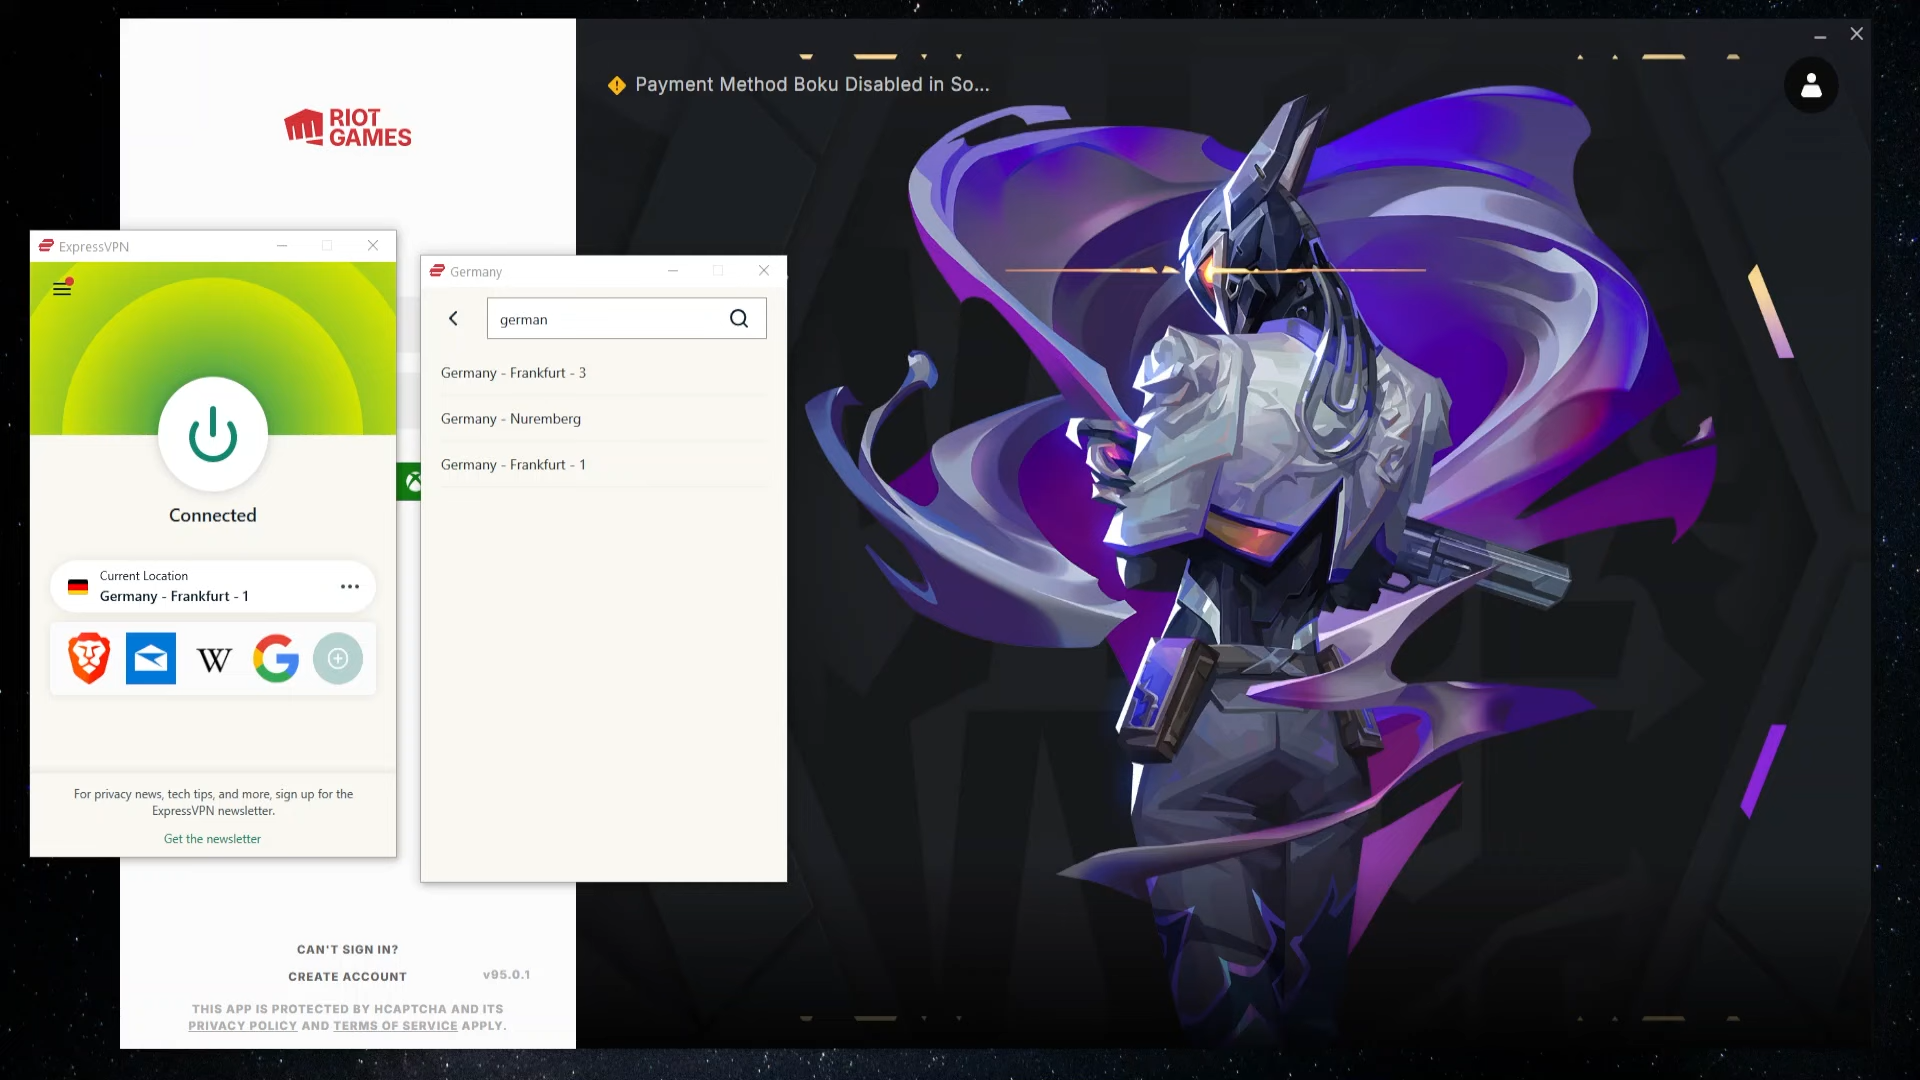 RIOT
GAMES
Payment Method Boku Disabled in So...
ExpressVPN
Connected
Current Location
Germany - Frankfurt - 1
W
G
For privacy news, tech tips, and more, sign up for the
ExpressVPN newsletter.
Get the newsletter
Germany
german
Germany - Frankfurt - 3
Germany - Nuremberg
Germany - Frankfurt - 1
CAN'T SIGN IN?
CREATE ACCOUNT
v95.0.1
THIS APP IS PROTECTED BY HCAPTCHA AND ITS
PRIVACY POLICY AND TERMS OF SERVICE APPLY.